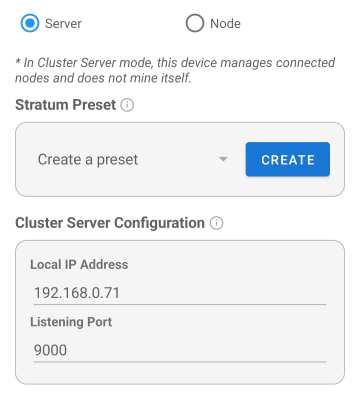 Server Node
* In Cluster Server mode, this device manages connected
nodes and does not mine itself.
Stratum Preset
Create a preset CREATE
Cluster Server Configuration
Local IP Address
192.168.0.71
Listening Port
9000